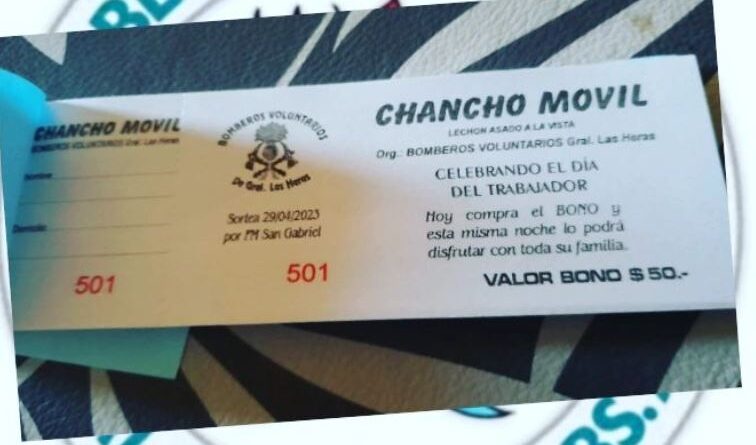 CHANCHO MOVIL
BOMBEROS VOLUNTARIOS Gral. Las Heras
Nombre
Domicilio
501
BOMBEROS VOLUNTARIOS
De Gral. Las Heras
Sortea 29/04/2023
por FM San Gabriel
501
CHANCHO MOVIL
LECHON ASADO A LA VISTA
Org.: BOMBEROS VOLUNTARIOS Gral. Las Heras
CELEBRANDO EL DÍA
DEL TRABAJADOR
Hoy compra el BONO y
esta misma noche lo podrá
disfrutar con toda su familia.
VALOR BONO $ 50.-